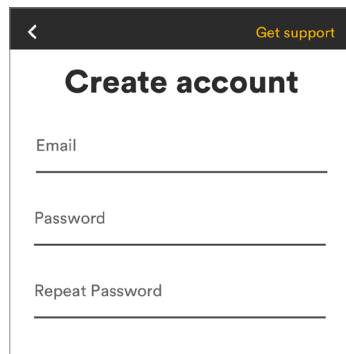 Get support
Create account
Email
Password
Repeat Password